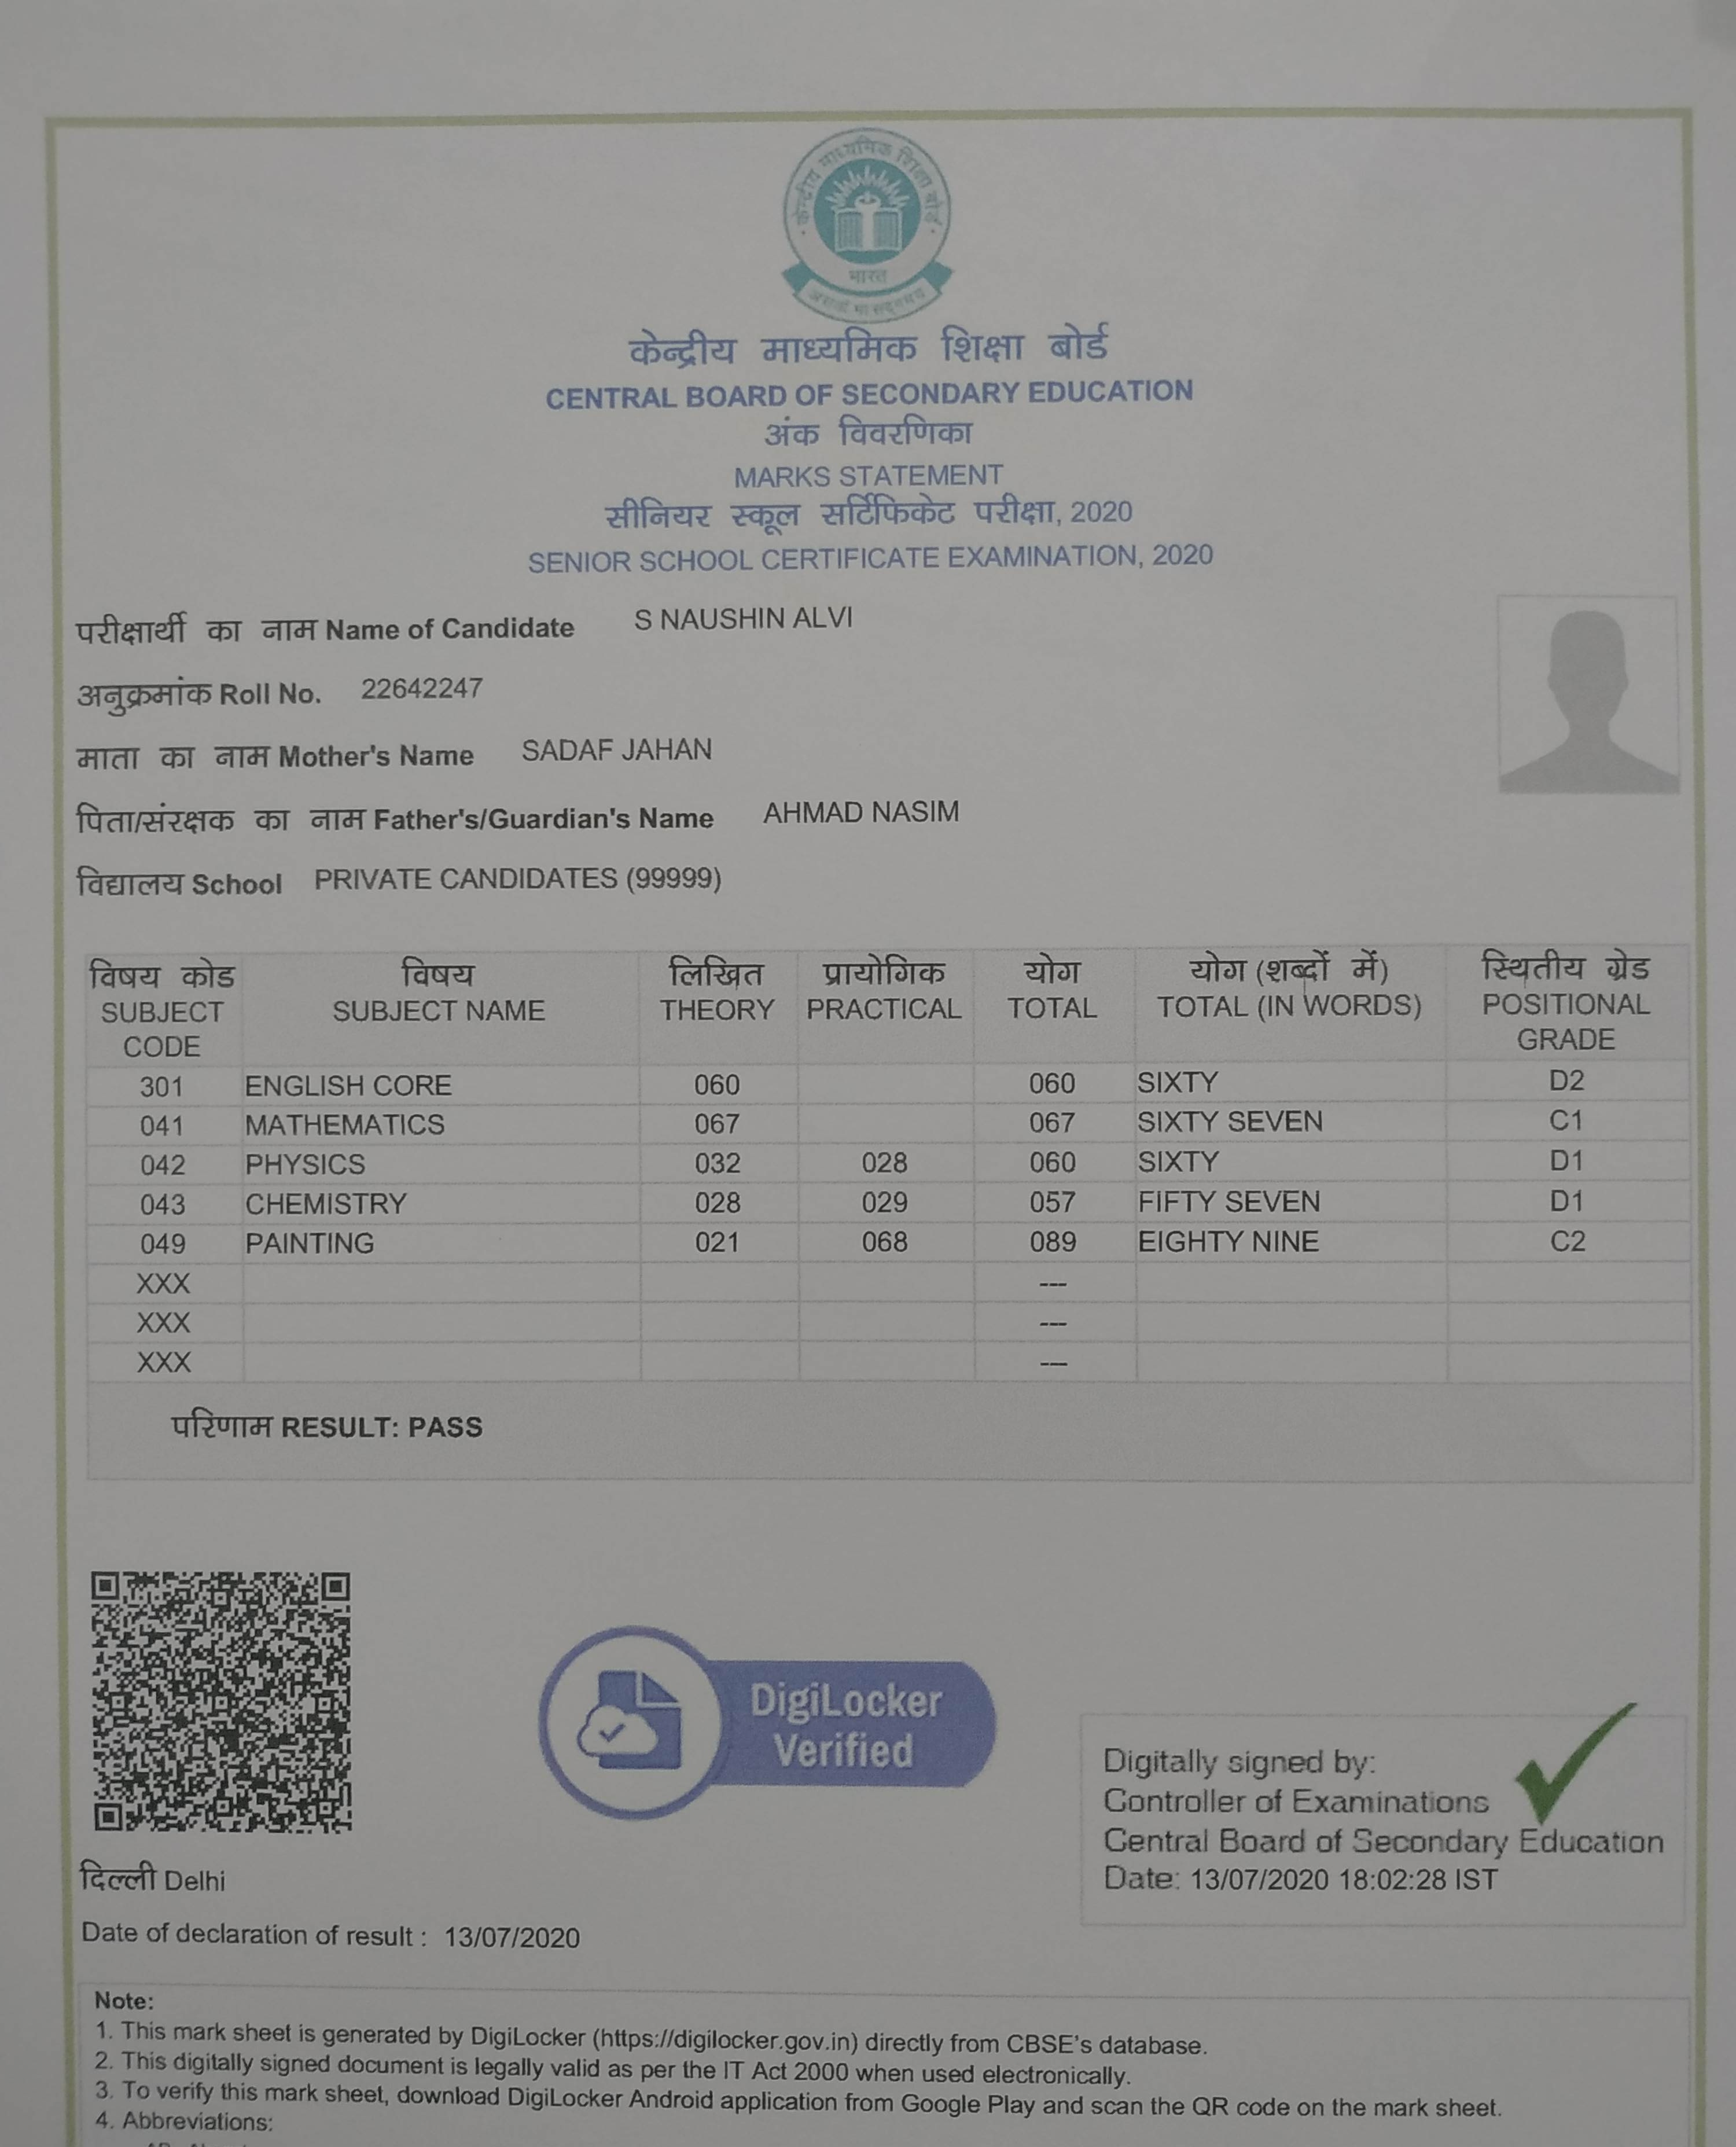 केन्द्रीय माध्यमिक शिक्षा बोर्ड
भारत
केन्द्रीय माध्यमिक शिक्षा बोर्ड
CENTRAL BOARD OF SECONDARY EDUCATION
अंक विवरणिका
MARKS STATEMENT
सीनियर स्कूल सर्टिफिकेट परीक्षा, 2020
SENIOR SCHOOL CERTIFICATE EXAMINATION, 2020
परीक्षार्थी का नाम Name of Candidate S NAUSHIN ALVI
अनुक्रमांक Roll No. 22642247
माता का नाम Mother's Name SADAF JAHAN
पिता/संरक्षक का नाम Father's/Guardian's Name AHMAD NASIM
विद्यालय School PRIVATE CANDIDATES (99999)
विषय कोड विषय लिखित प्रायोगिक योग योग (शब्दों में) स्थितीय ग्रेड
SUBJECT SUBJECT NAME THEORY PRACTICAL TOTAL TOTAL (IN WORDS) POSITIONAL
CODE GRADE
301 ENGLISH CORE 060 060 SIXTY D2
041 MATHEMATICS 067 067 SIXTY SEVEN C1
042 PHYSICS 032 028 060 SIXTY D1
043 CHEMISTRY 028 029 057 FIFTY SEVEN D1
049 PAINTING 021 068 089 EIGHTY NINE C2
XXX ---
XXX ---
XXX ---
परिणाम RESULT: PASS
DigiLocker
Verified
Digitally signed by:
Controller of Examinations
Central Board of Secondary Education
Date: 13/07/2020 18:02:28 IST
दिल्ली Delhi
Date of declaration of result : 13/07/2020
Note:
1. This mark sheet is generated by DigiLocker (https://digilocker.gov.in) directly from CBSE's database.
2. This digitally signed document is legally valid as per the IT Act 2000 when used electronically.
3. To verify this mark sheet, download DigiLocker Android application from Google Play and scan the QR code on the mark sheet.
4. Abbreviations: